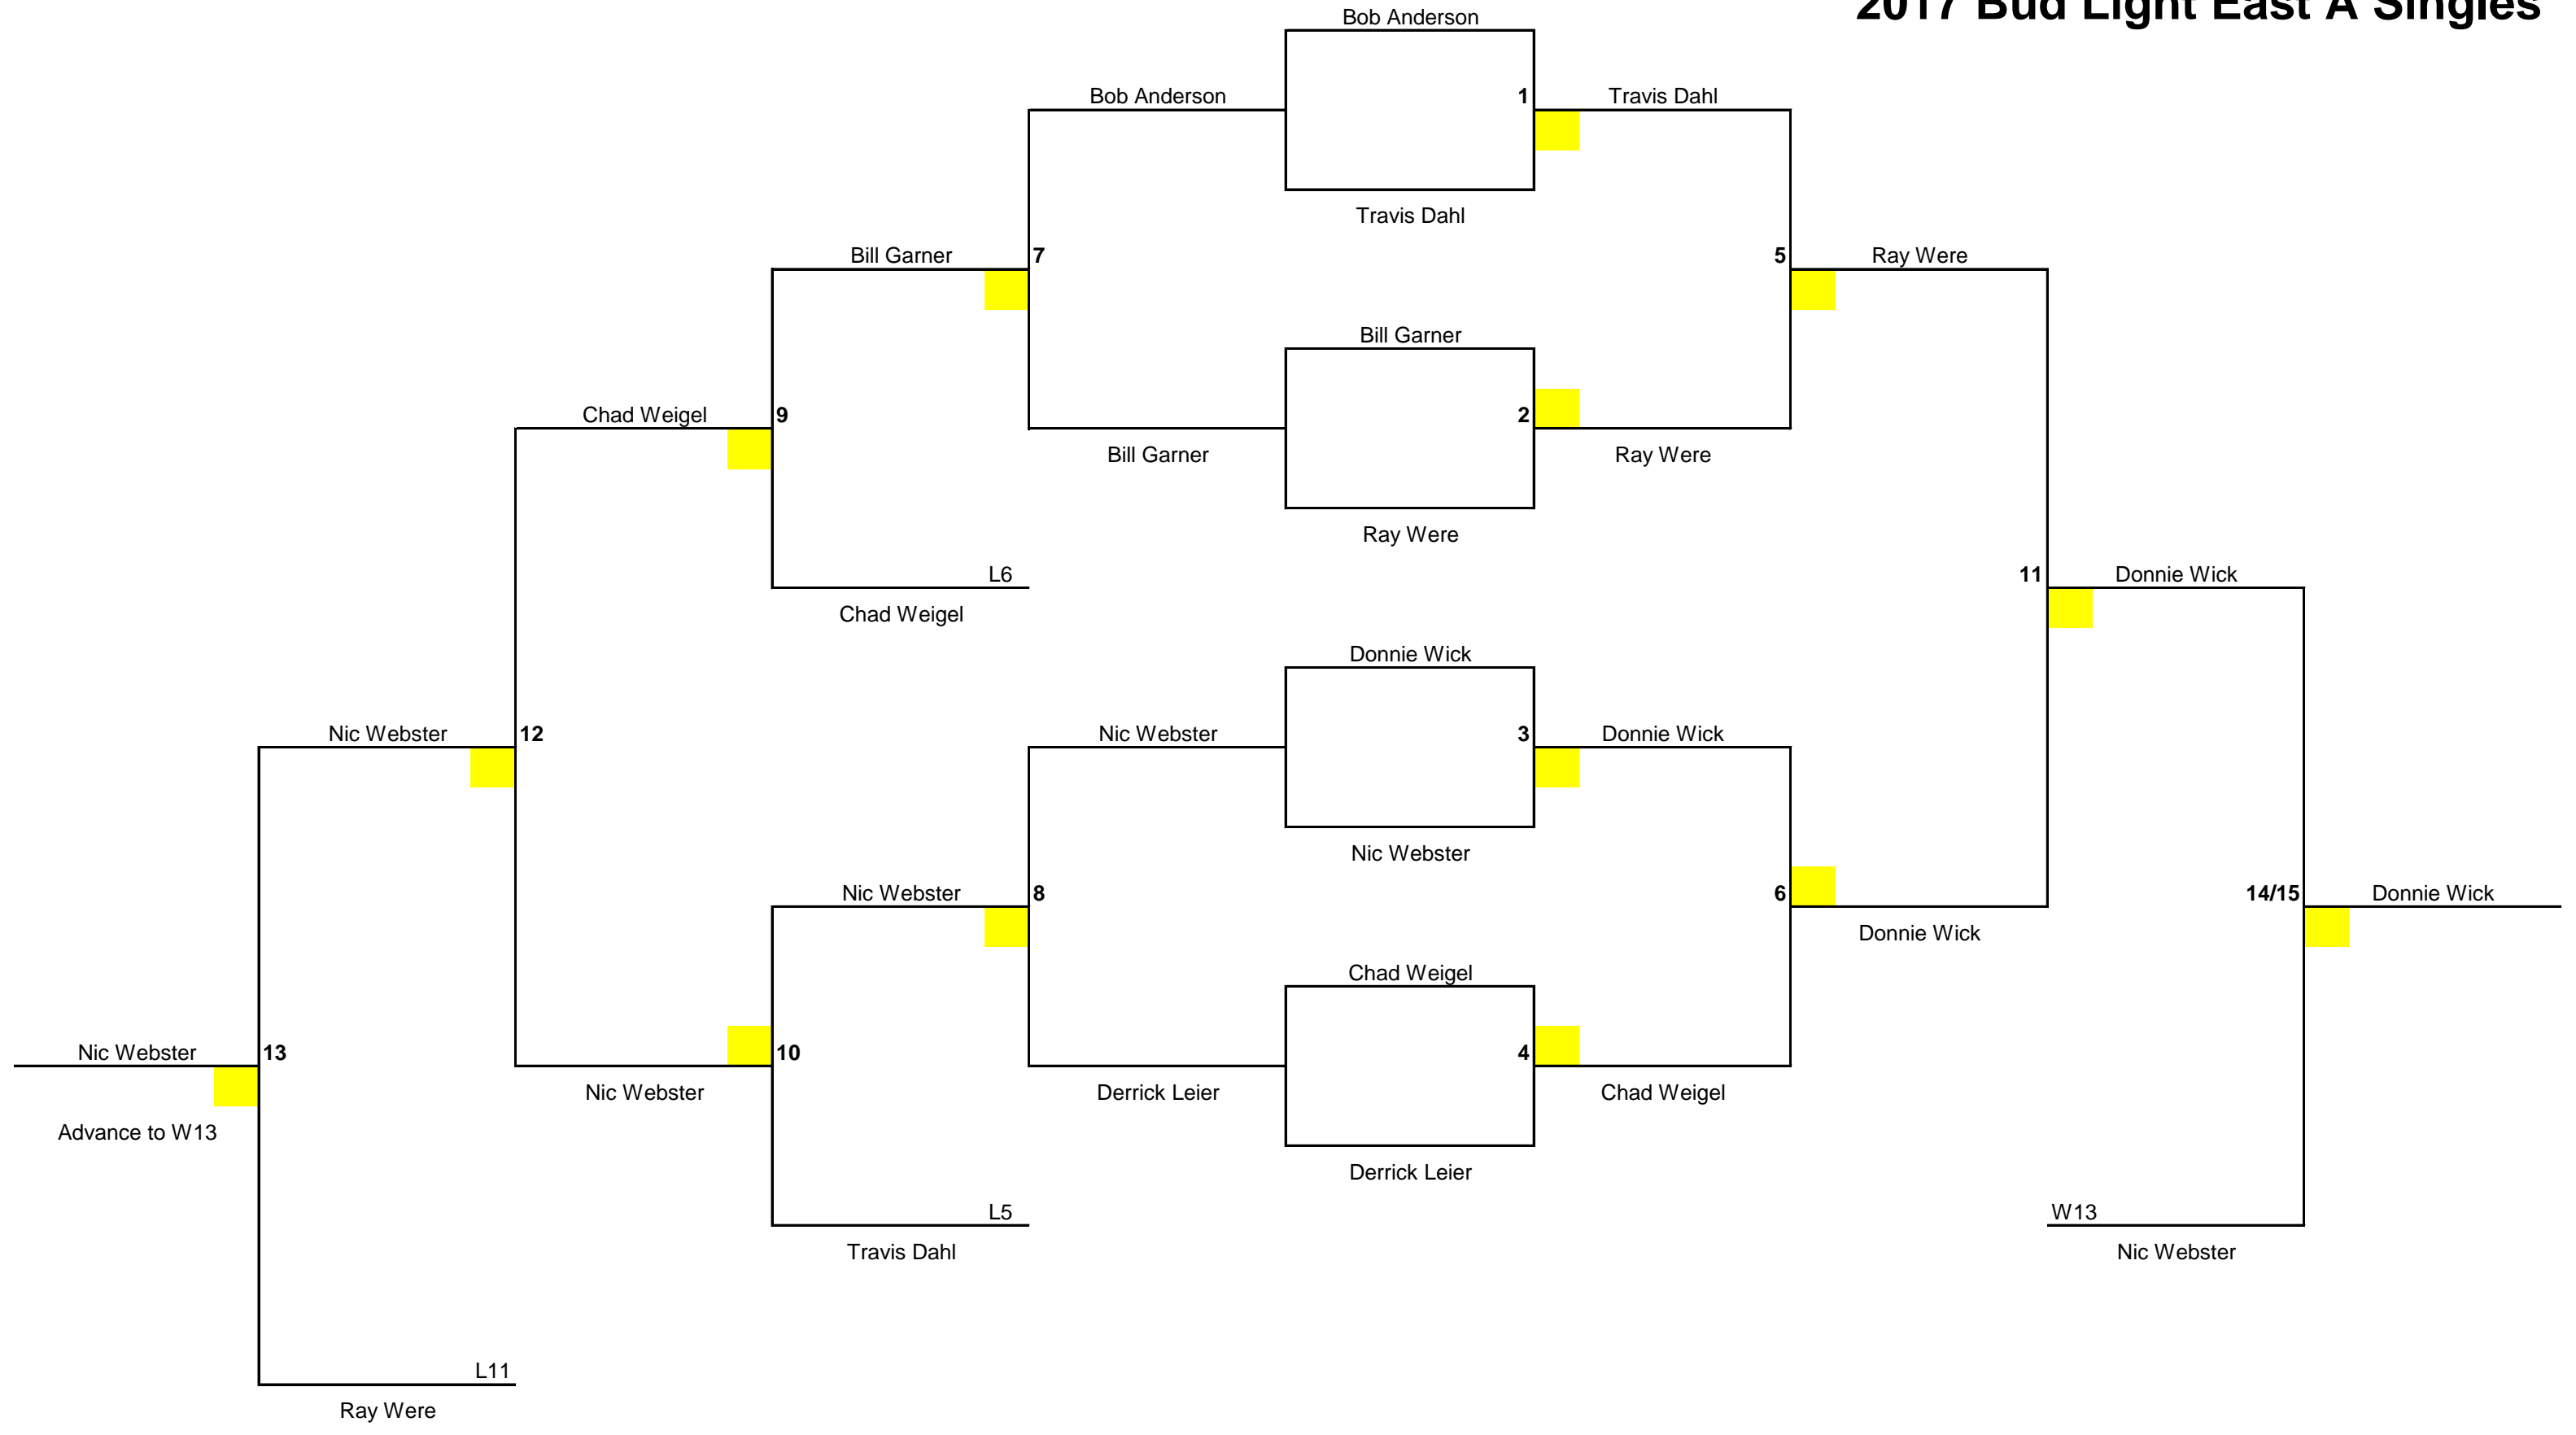 2017 Bud Light East A Singles
Bob Anderson
Bob Anderson
1
Travis Dahl
Travis Dahl
Bill Garner
7
5
Ray Were
Bill Garner
Chad Weigel
9
2
Bill Garner
Ray Were
Ray Were
L6
11
Donnie Wick
Chad Weigel
Donnie Wick
Nic Webster
12
Nic Webster
3
Donnie Wick
Nic Webster
Nic Webster
8
6
14/15
Donnie Wick
Donnie Wick
Chad Weigel
Nic Webster
13
10
4
Nic Webster
Derrick Leier
Chad Weigel
Advance to W13
Derrick Leier
L5
W13
Travis Dahl
Nic Webster
L11
Ray Were